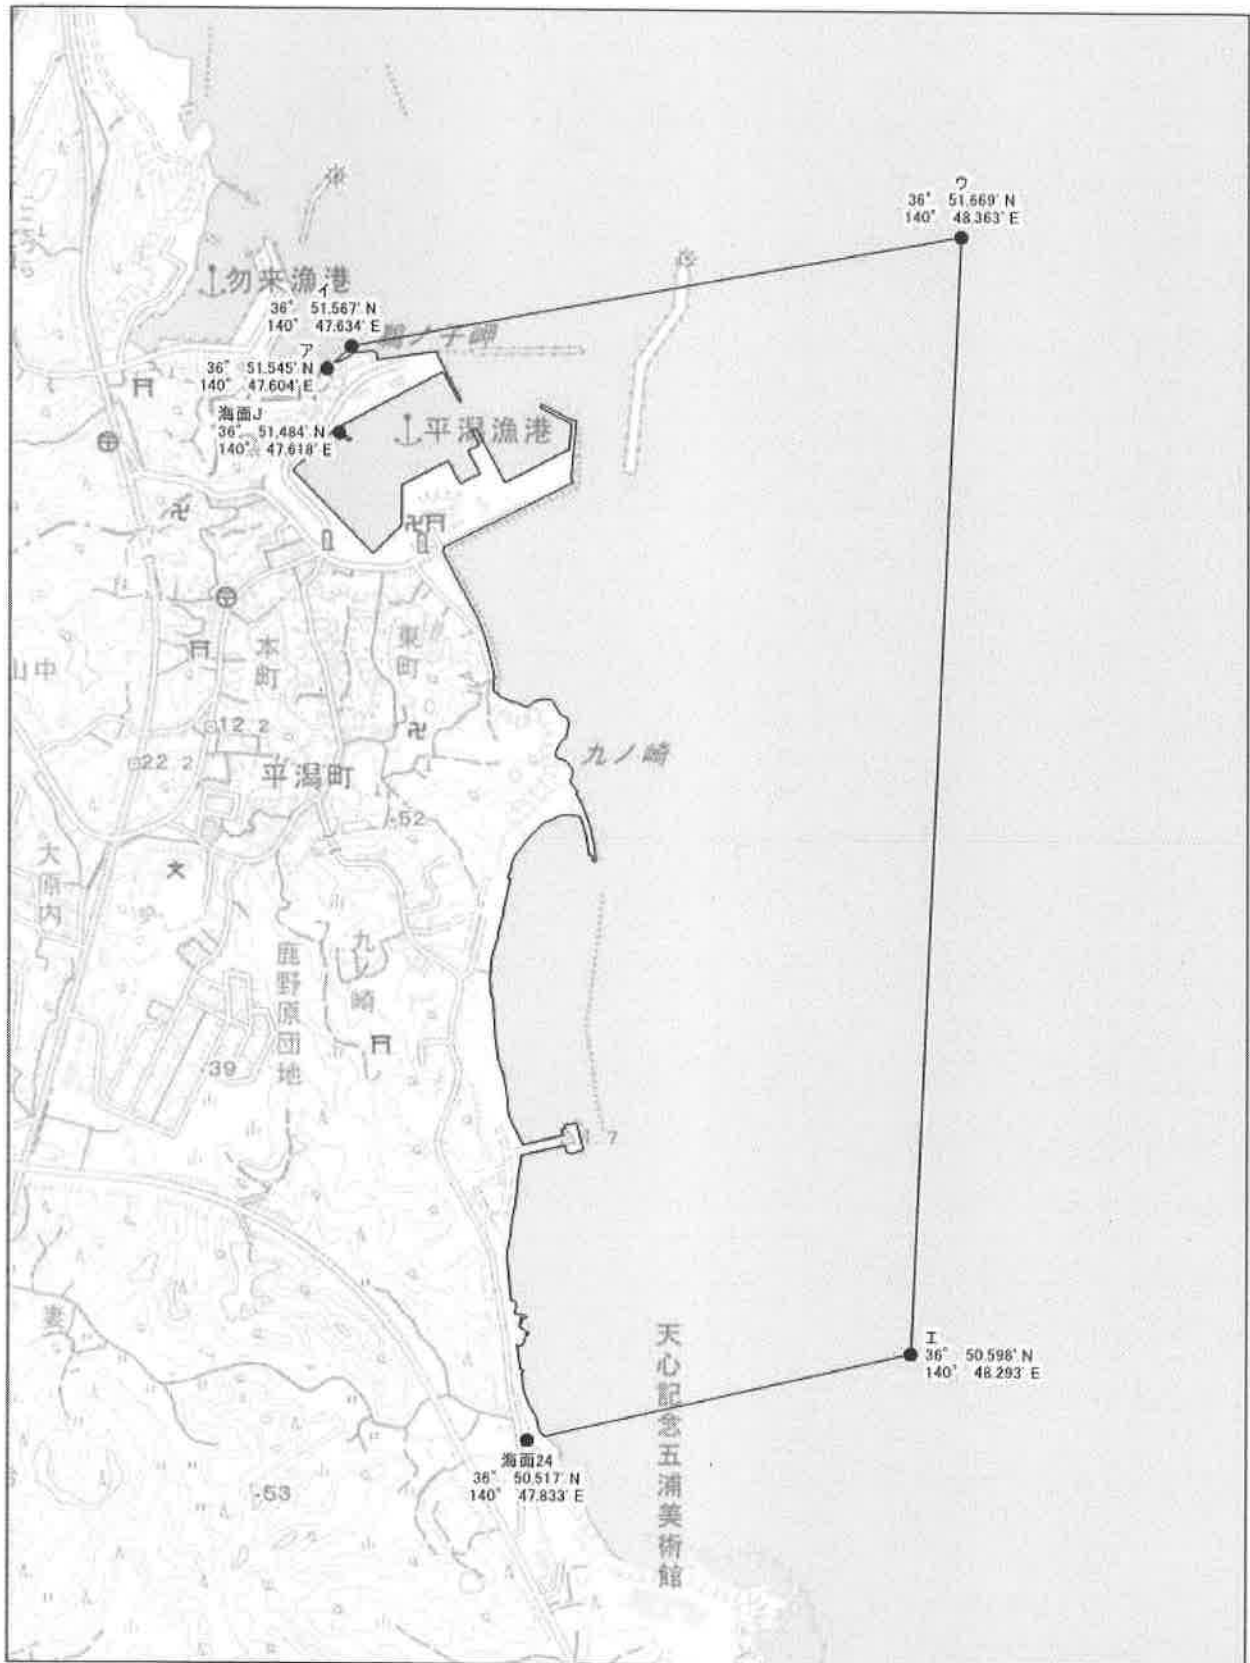 ウ
36° 51.669' N
140° 48.363' E
勿来漁港
イ
36° 51.567' N
140° 47.634' E
鵜ノ子岬
ア
36° 51.545' N
140° 47.604' E
海面J
36° 51.484' N
140° 47.618' E
平潟漁港
本町
東町
山中
12 2
22 2
九ノ崎
平潟町
52
大原内
九ノ崎
鹿野原団地
39
7
天心記念五浦美術館
エ
36° 50.598' N
140° 48.293' E
海面24
36° 50.517' N
140° 47.833' E
53